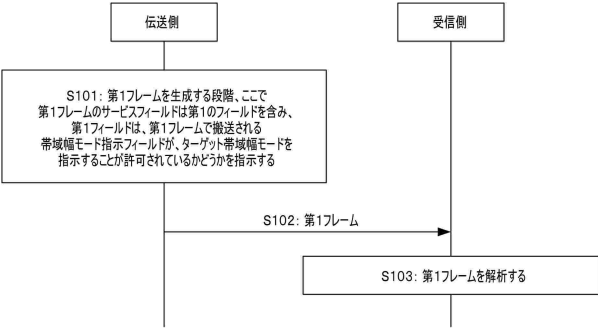 伝送側
受信側
S101: 第1フレームを生成する段階、ここで
第1フレームのサービスフィールドは第1のフィールドを含み、
第1フィールドは、第1フレームで搬送される
帯域幅モード指示フィールドが、ターゲット帯域幅モードを
指示することが許可されているかどうかを指示する
S102: 第1フレーム
S103: 第1フレームを解析する